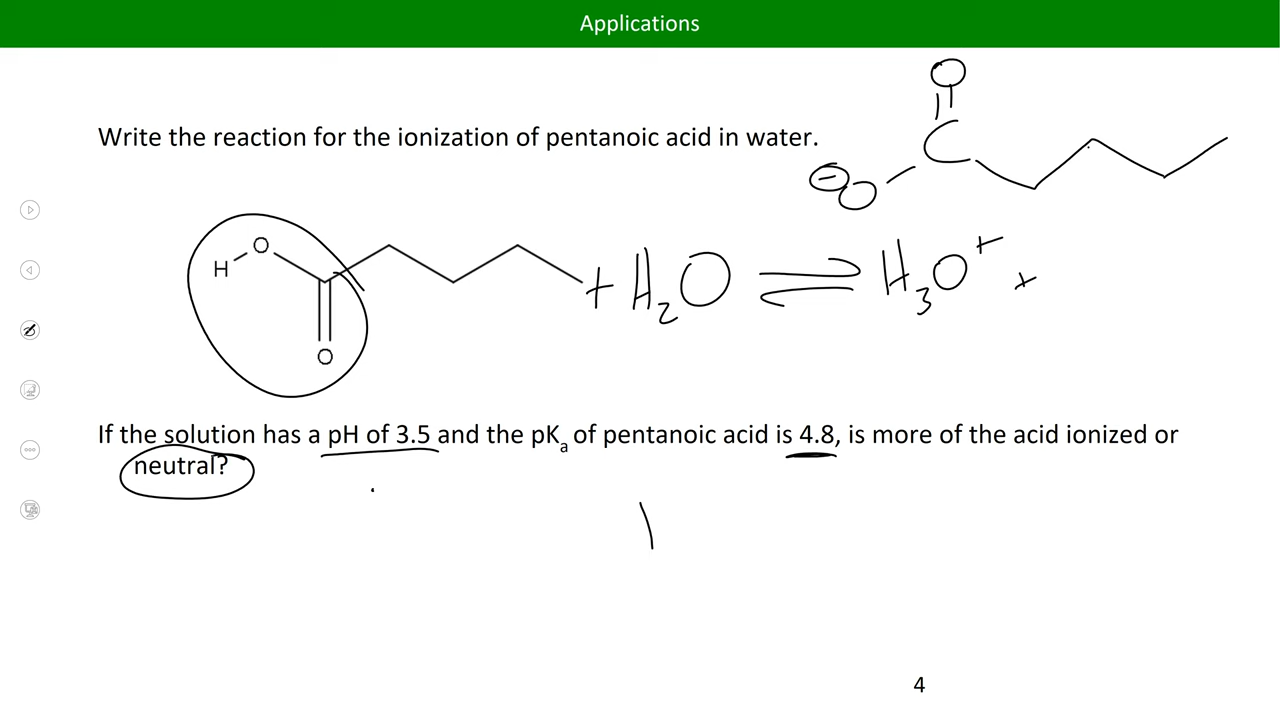 Applications
Write the reaction for the ionization of pentanoic acid in water.
O
C
⊖O
H O
O
+ H₂O ⇌ H₃O⁺ +
If the solution has a pH of 3.5 and the pKₐ of pentanoic acid is 4.8, is more of the acid ionized or
neutral?
4